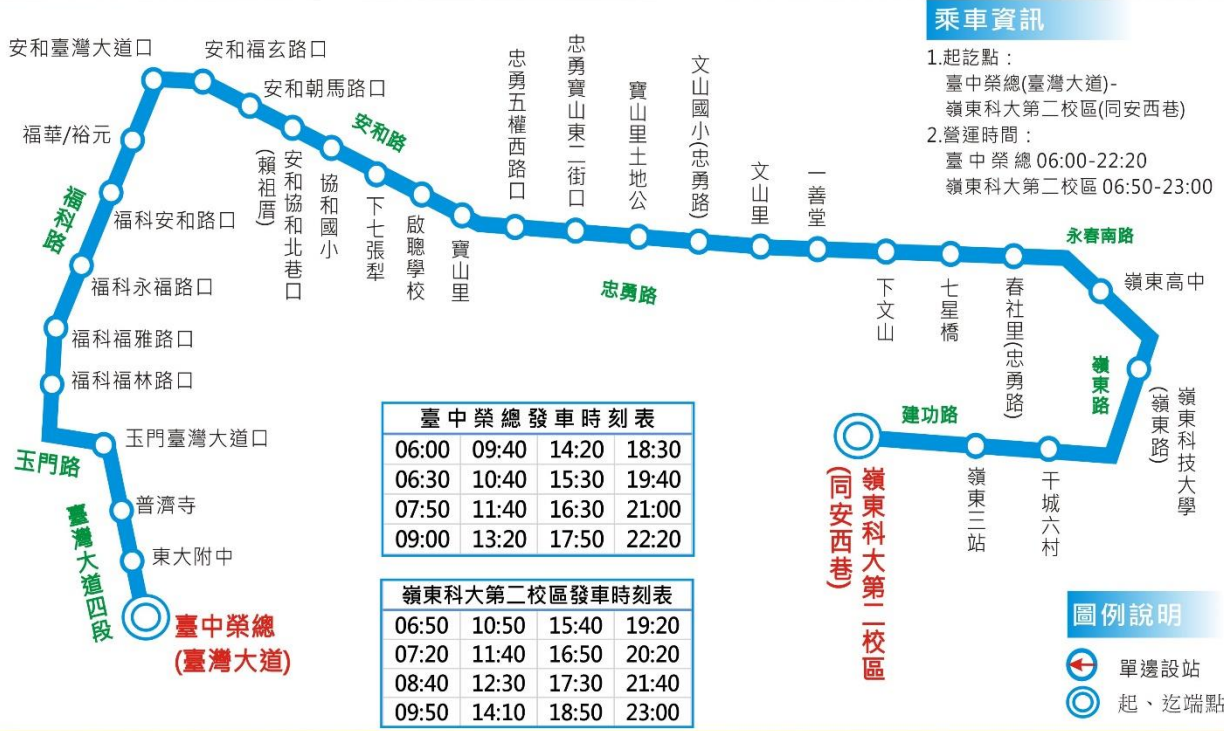 乘車資訊
1.起訖點：
臺中榮總(臺灣大道)-
嶺東科大第二校區(同安西巷)
2.營運時間：
臺中榮總 06:00-22:20
嶺東科大第二校區 06:50-23:00
安和臺灣大道口
安和福玄路口
安和朝馬路口
安和路
福華/裕元
安和協和北巷口
(賴祖厝)
協和國小
下七張犁
啟聰學校
寶山里
忠勇五權西路口
忠勇寶山東二街口
寶山里土地公
文山國小(忠勇路)
文山里
一善堂
忠勇路
下文山
七星橋
春社里(忠勇路)
永春南路
嶺東高中
嶺東路
嶺東科技大學
(嶺東路)
福科路
福科安和路口
福科永福路口
福科福雅路口
福科福林路口
玉門臺灣大道口
玉門路
普濟寺
臺灣大道四段
東大附中
臺中榮總
(臺灣大道)
建功路
嶺東科大第二校區
(同安西巷)
嶺東三站
干城六村
臺中榮總發車時刻表
06:00 09:40 14:20 18:30
06:30 10:40 15:30 19:40
07:50 11:40 16:30 21:00
09:00 13:20 17:50 22:20
嶺東科大第二校區發車時刻表
06:50 10:50 15:40 19:20
07:20 11:40 16:50 20:20
08:40 12:30 17:30 21:40
09:50 14:10 18:50 23:00
圖例說明
單邊設站
起、迄端點